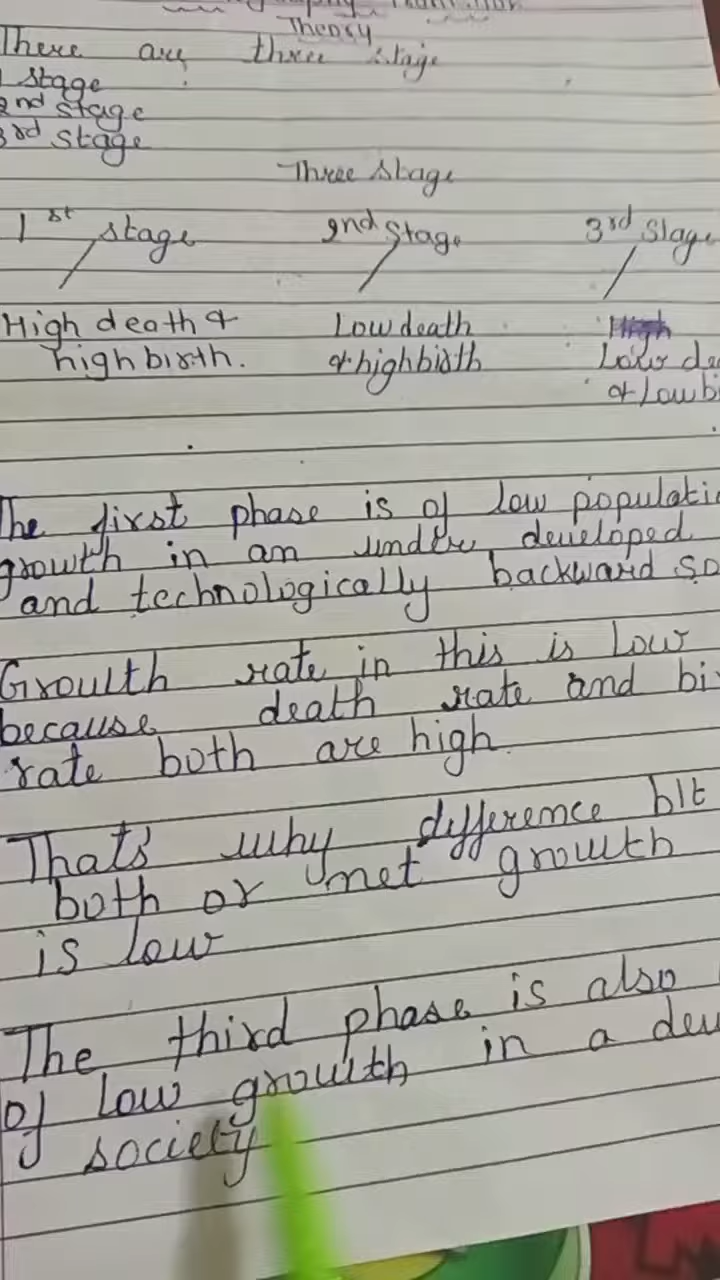 Theory
There are three stage
stage :
2nd stage
3rd stage
Three stage
1st stage 2nd stage 3rd stage
High death & Low death High
high birth. & high birth Low
& Low
The first phase is of low
growth in an under developed
and technologically backward
Growth rate in this is low
because death rate and
rate both are high
Thats why difference b/t
both or net growth
is low
The third phase is also
of low growth in a
society